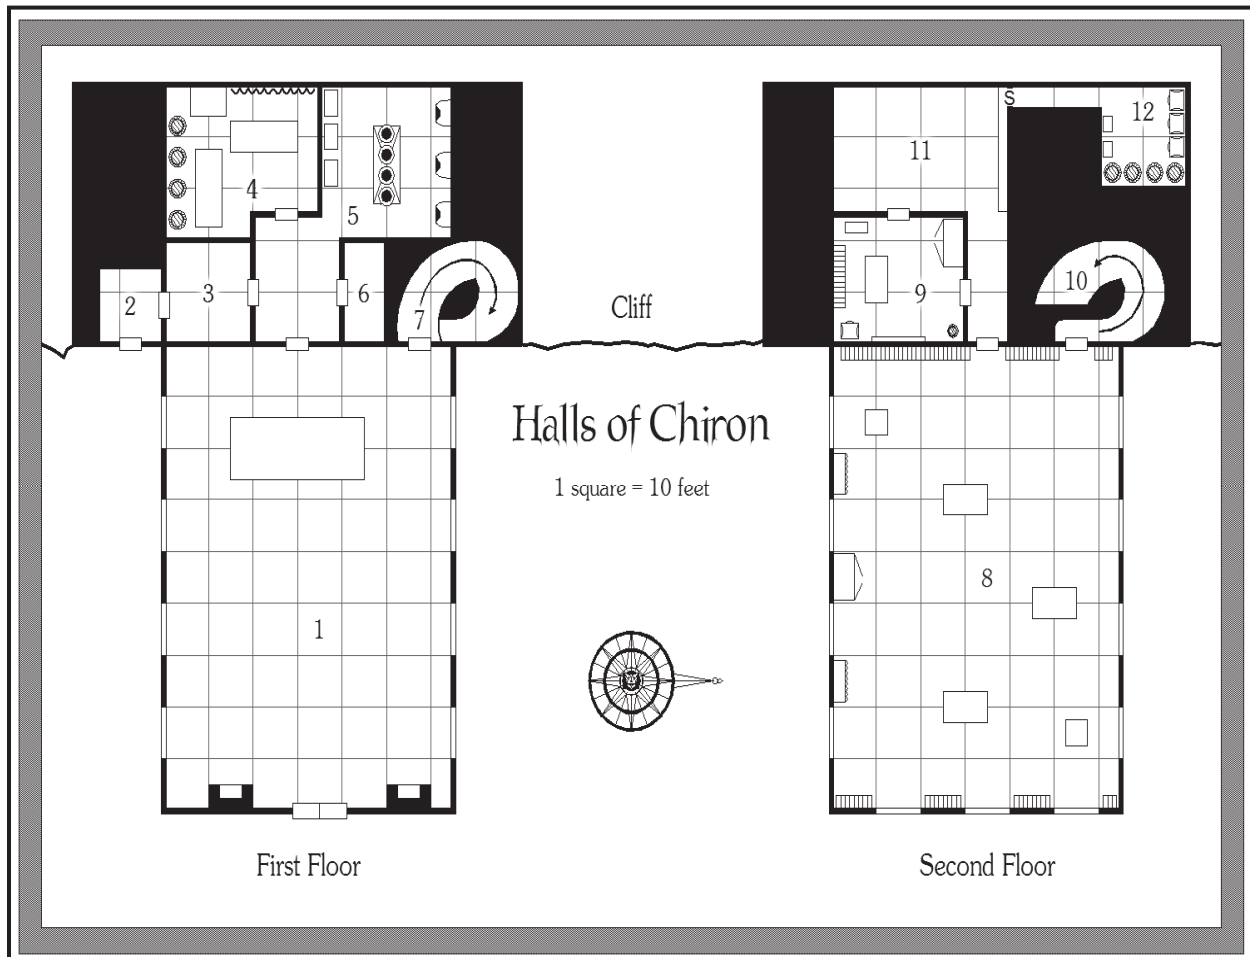 S
12
11
4
5
2
3
6
7
9
10
Cliff
Halls of Chiron
1 square = 10 feet
8
1
First Floor
Second Floor